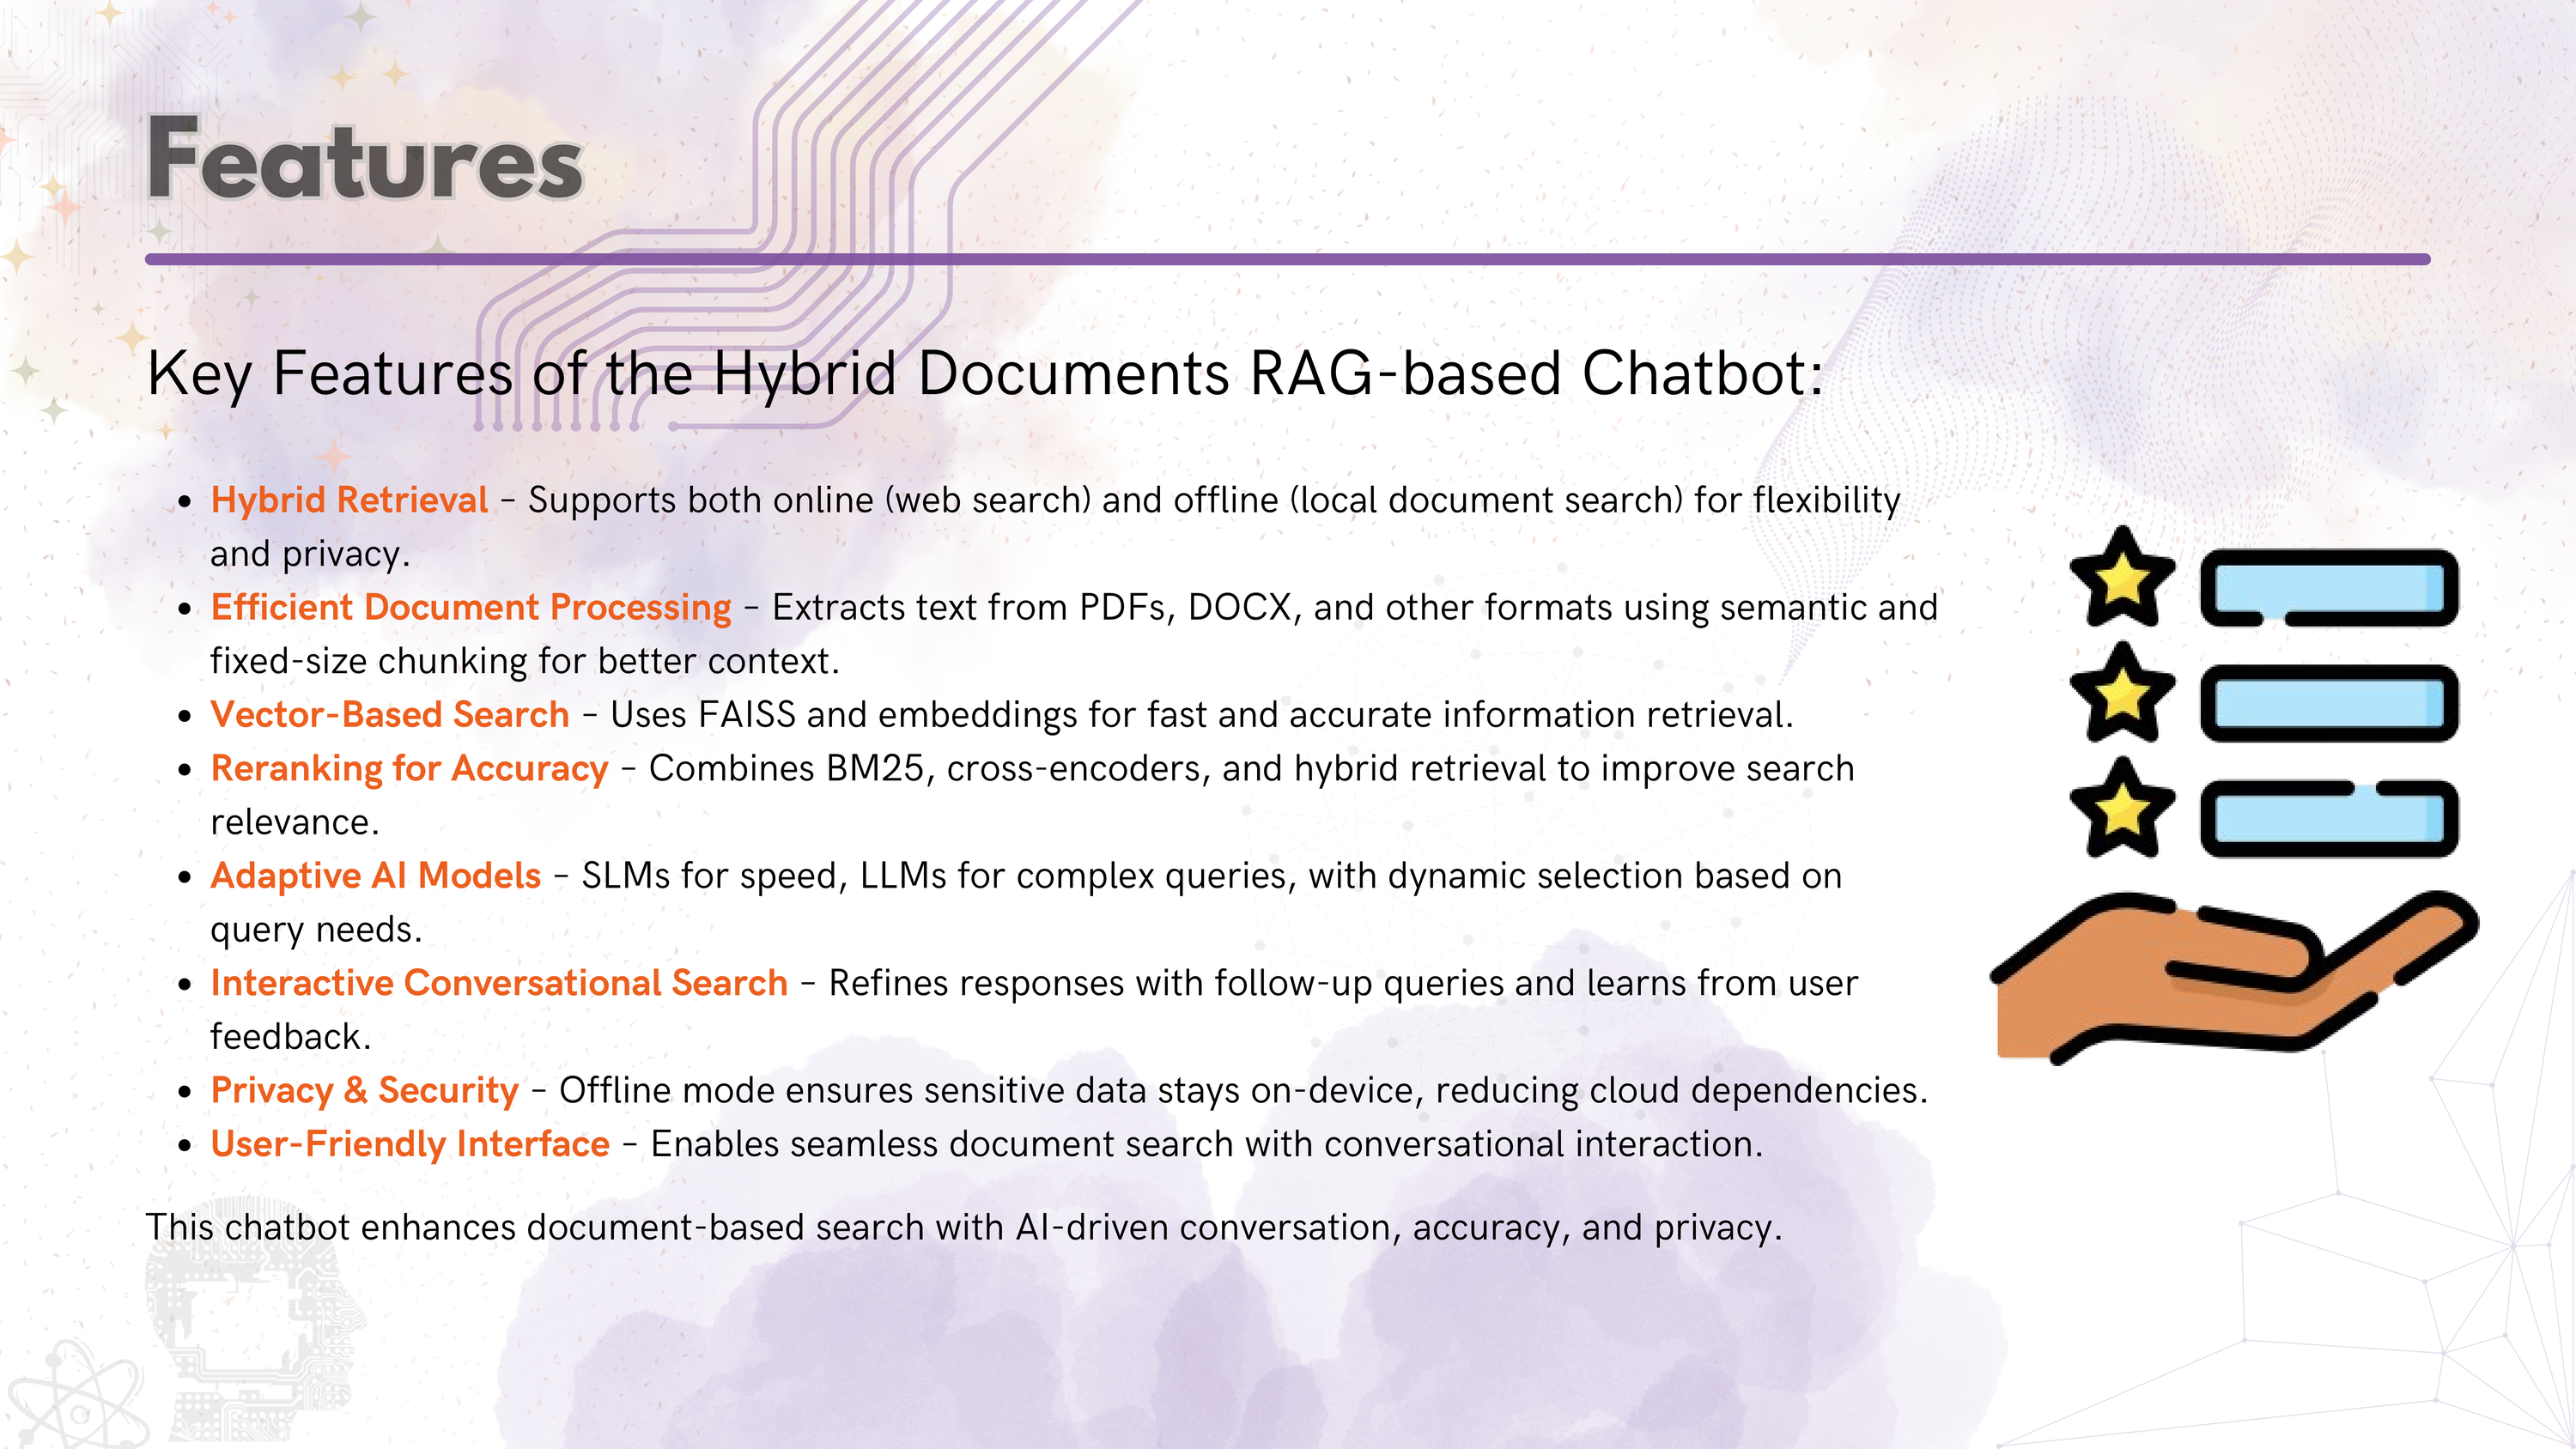 Features
Key Features of the Hybrid Documents RAG-based Chatbot:
• Hybrid Retrieval – Supports both online (web search) and offline (local document search) for flexibility
and privacy.
• Efficient Document Processing – Extracts text from PDFs, DOCX, and other formats using semantic and
fixed-size chunking for better context.
• Vector-Based Search – Uses FAISS and embeddings for fast and accurate information retrieval.
• Reranking for Accuracy – Combines BM25, cross-encoders, and hybrid retrieval to improve search
relevance.
• Adaptive AI Models – SLMs for speed, LLMs for complex queries, with dynamic selection based on
query needs.
• Interactive Conversational Search – Refines responses with follow-up queries and learns from user
feedback.
• Privacy & Security – Offline mode ensures sensitive data stays on-device, reducing cloud dependencies.
• User-Friendly Interface – Enables seamless document search with conversational interaction.
This chatbot enhances document-based search with AI-driven conversation, accuracy, and privacy.